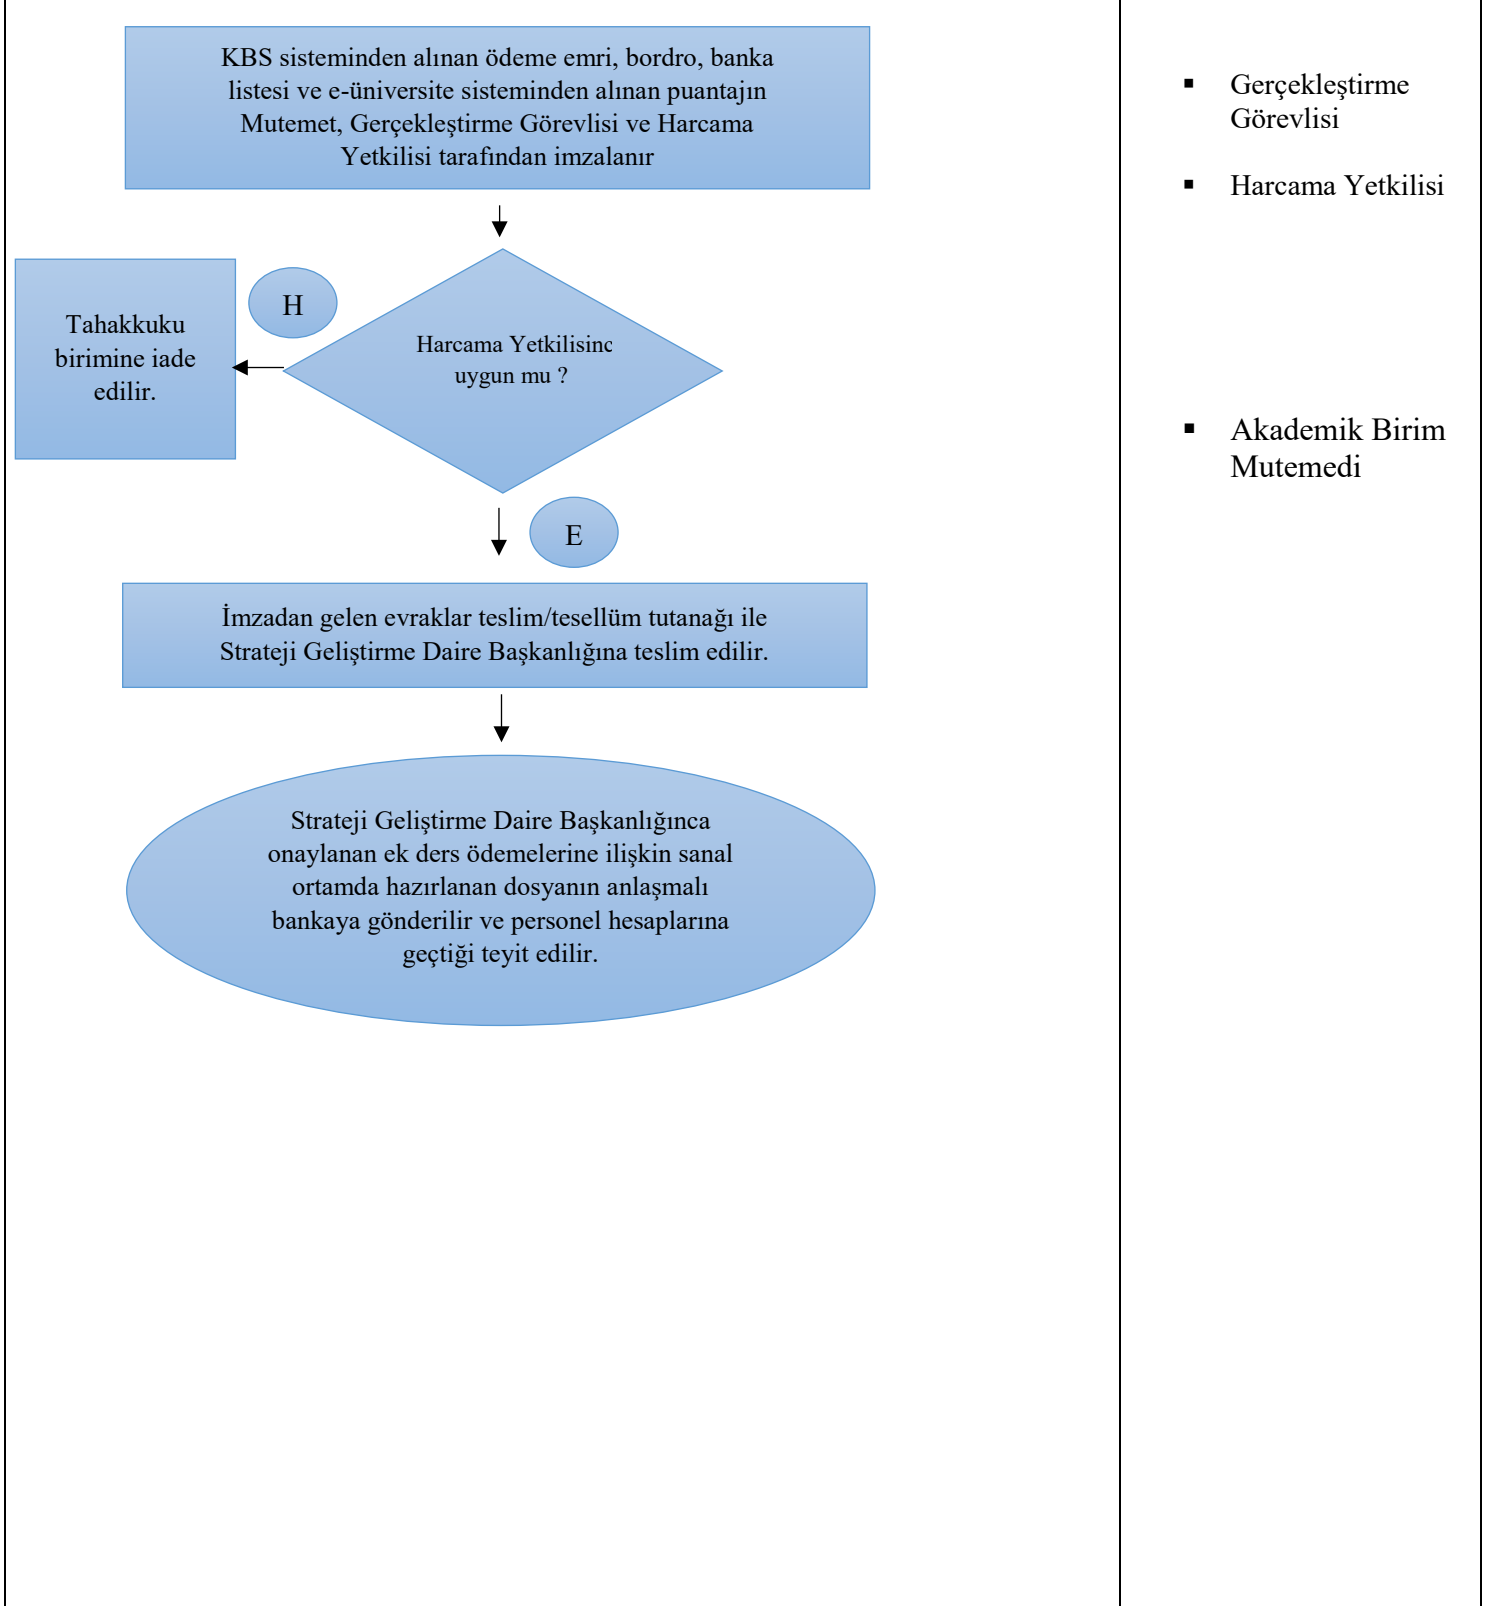 KBS sisteminden alınan ödeme emri, bordro, banka
listesi ve e-üniversite sisteminden alınan puantajın
Mutemet, Gerçekleştirme Görevlisi ve Harcama
Yetkilisi tarafından imzalanır
H
Tahakkuku
birimine iade
edilir.
Harcama Yetkilisinc
uygun mu ?
E
İmzadan gelen evraklar teslim/tesellüm tutanağı ile
Strateji Geliştirme Daire Başkanlığına teslim edilir.
Strateji Geliştirme Daire Başkanlığınca
onaylanan ek ders ödemelerine ilişkin sanal
ortamda hazırlanan dosyanın anlaşmalı
bankaya gönderilir ve personel hesaplarına
geçtiği teyit edilir.
▪ Gerçekleştirme
Görevlisi
▪ Harcama Yetkilisi
▪ Akademik Birim
Mutemedi